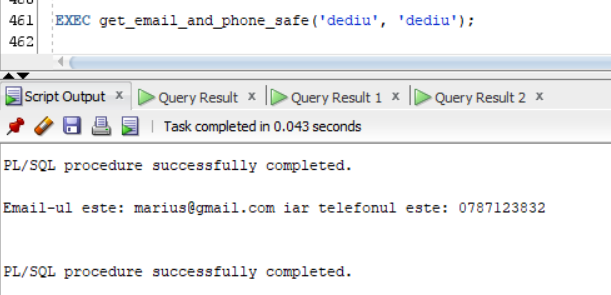 461 EXEC get_email_and_phone_safe('dediu', 'dediu');
462
Script Output x Query Result x Query Result 1 x Query Result 2 x
Task completed in 0.043 seconds
PL/SQL procedure successfully completed.
Email-ul este: marius@gmail.com iar telefonul este: 0787123832
PL/SQL procedure successfully completed.